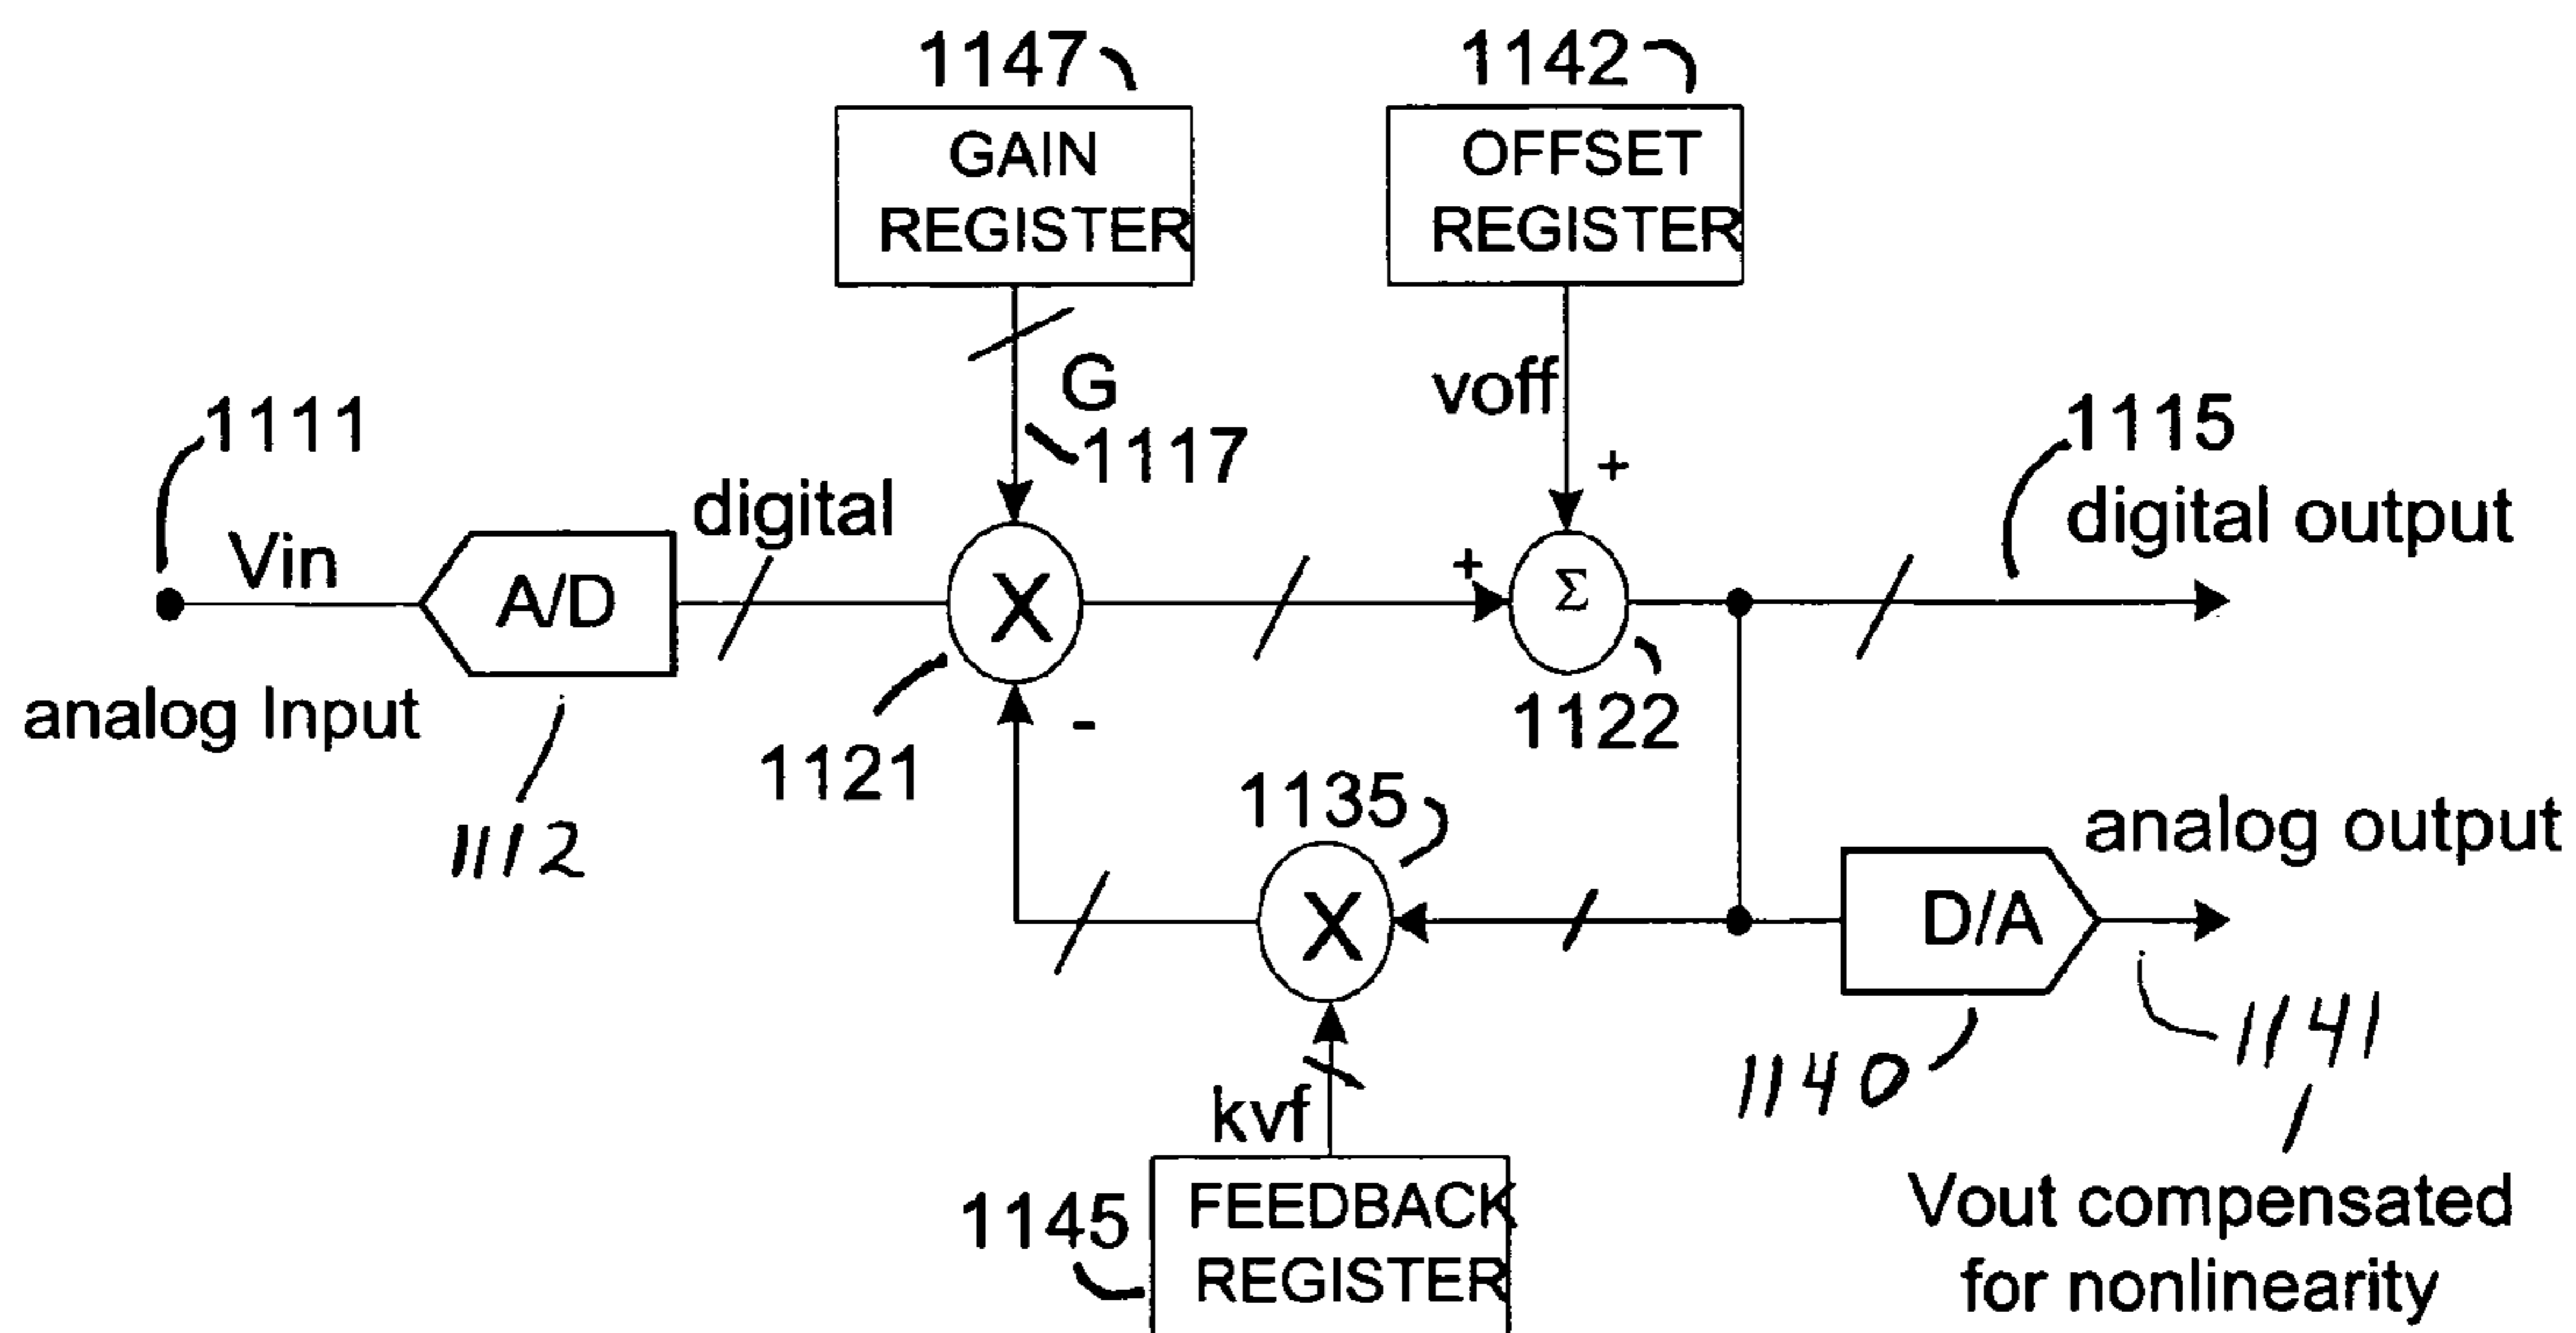 1147
1142
GAIN
REGISTER
OFFSET
REGISTER
G
1117
voff
+
1111
1115
digital output
Vin
A/D
digital
X
+
Σ
analog Input
1112
1121
-
1122
1135
X
analog output
D/A
1140
1141
kvf
1145
FEEDBACK
REGISTER
Vout compensated
for nonlinearity